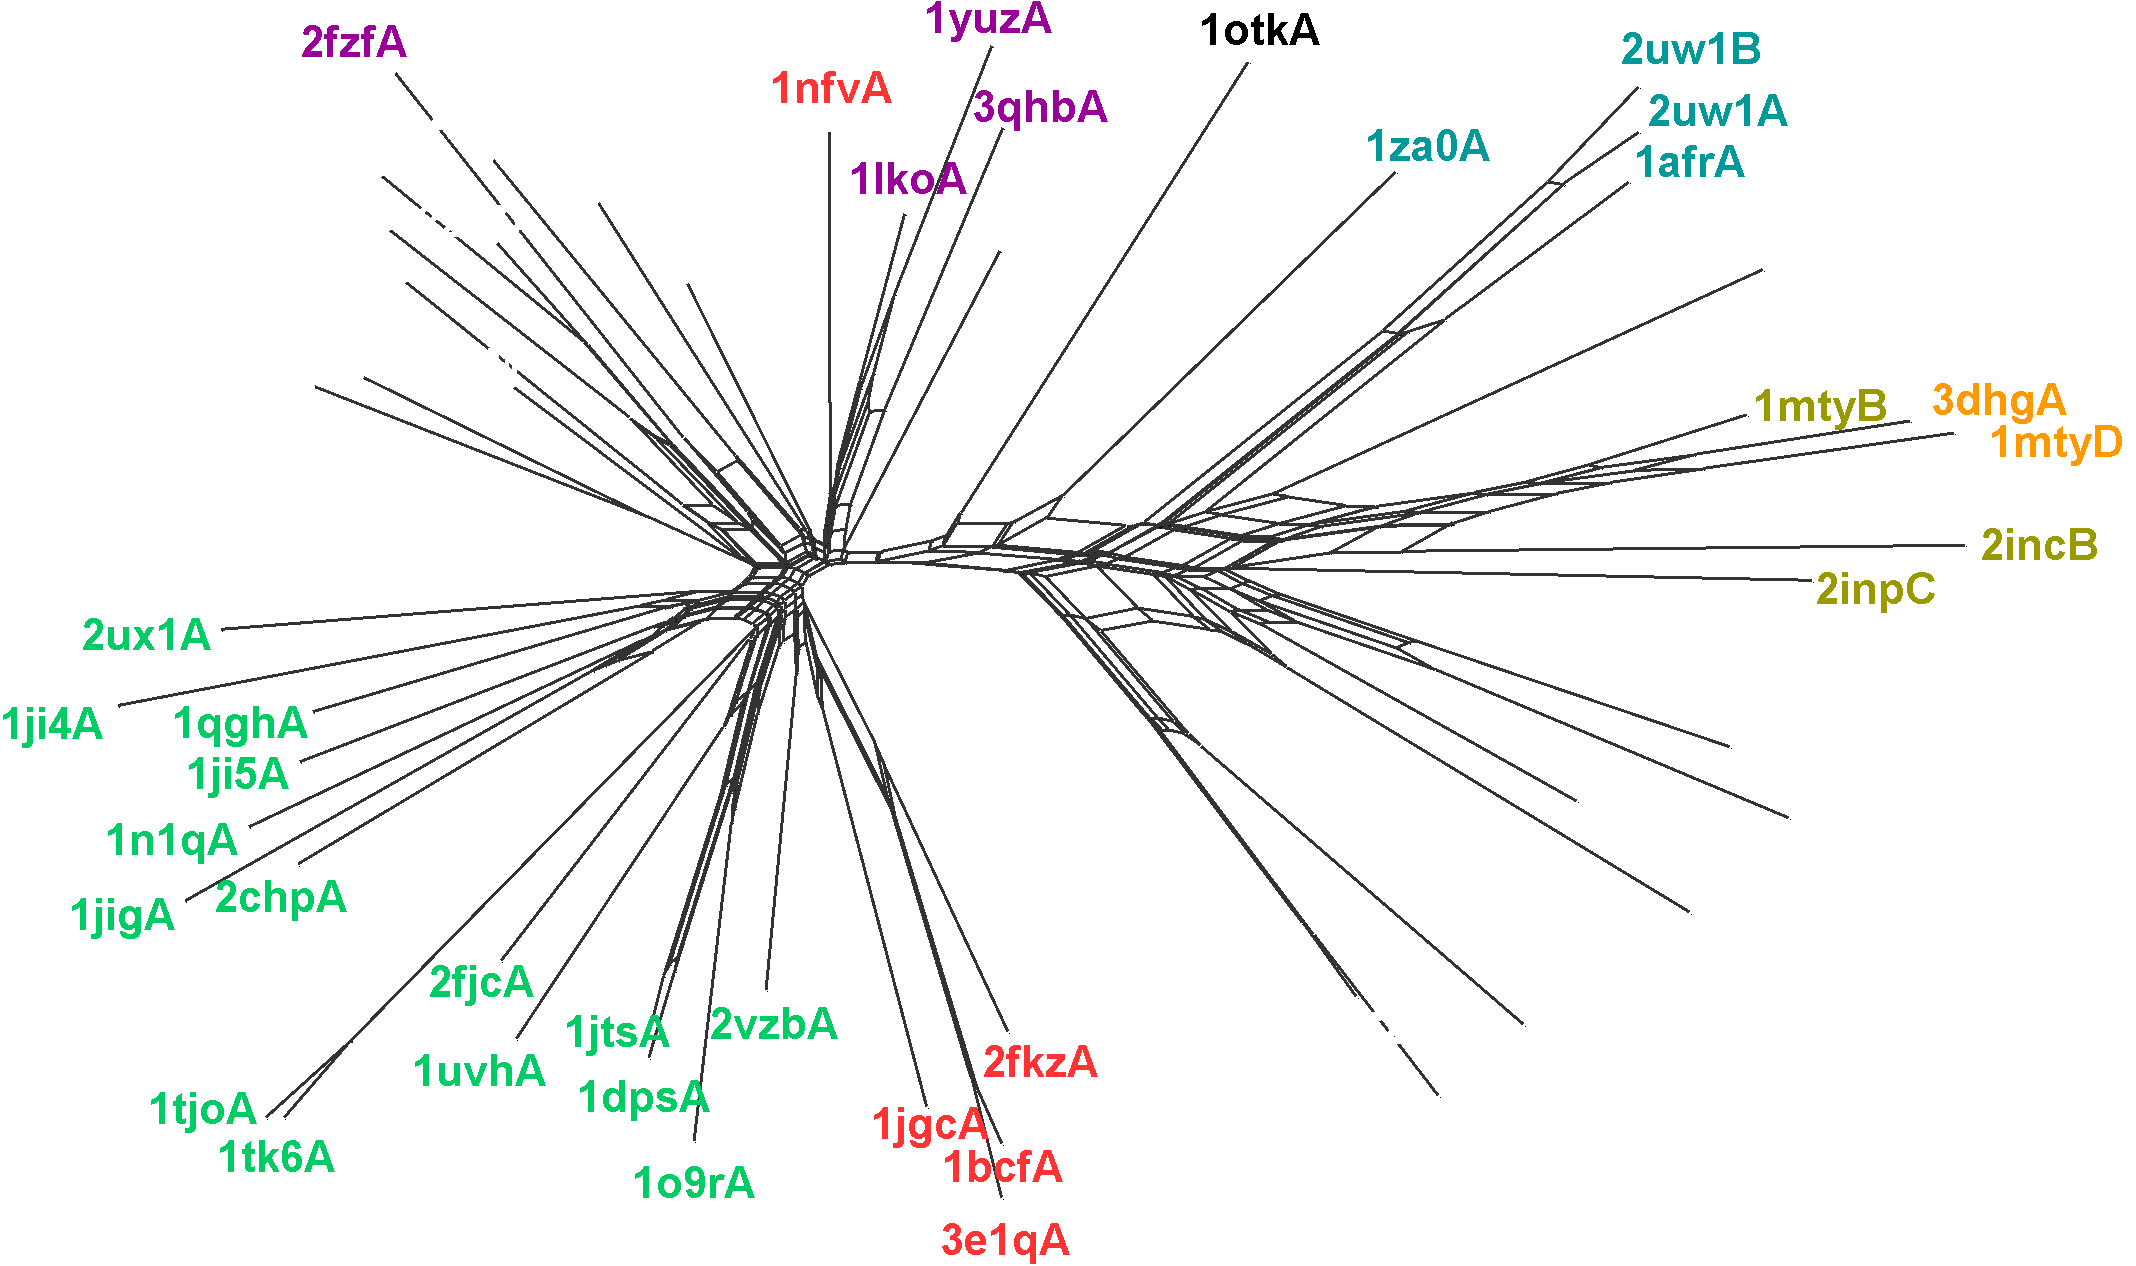 1yuzA
2fzfA
1otkA
2uw1B
1nfvA
3qhbA
2uw1A
1za0A
1afrA
1lkoA
1mtyB
3dhgA
1mtyD
2incB
2inpC
2ux1A
1ji4A
1qghA
1ji5A
1n1qA
2chpA
1jigA
2fjcA
1jtsA
2vzbA
1uvhA
2fkzA
1dpsA
1tjoA
1jgcA
1tk6A
1bcfA
1o9rA
3e1qA